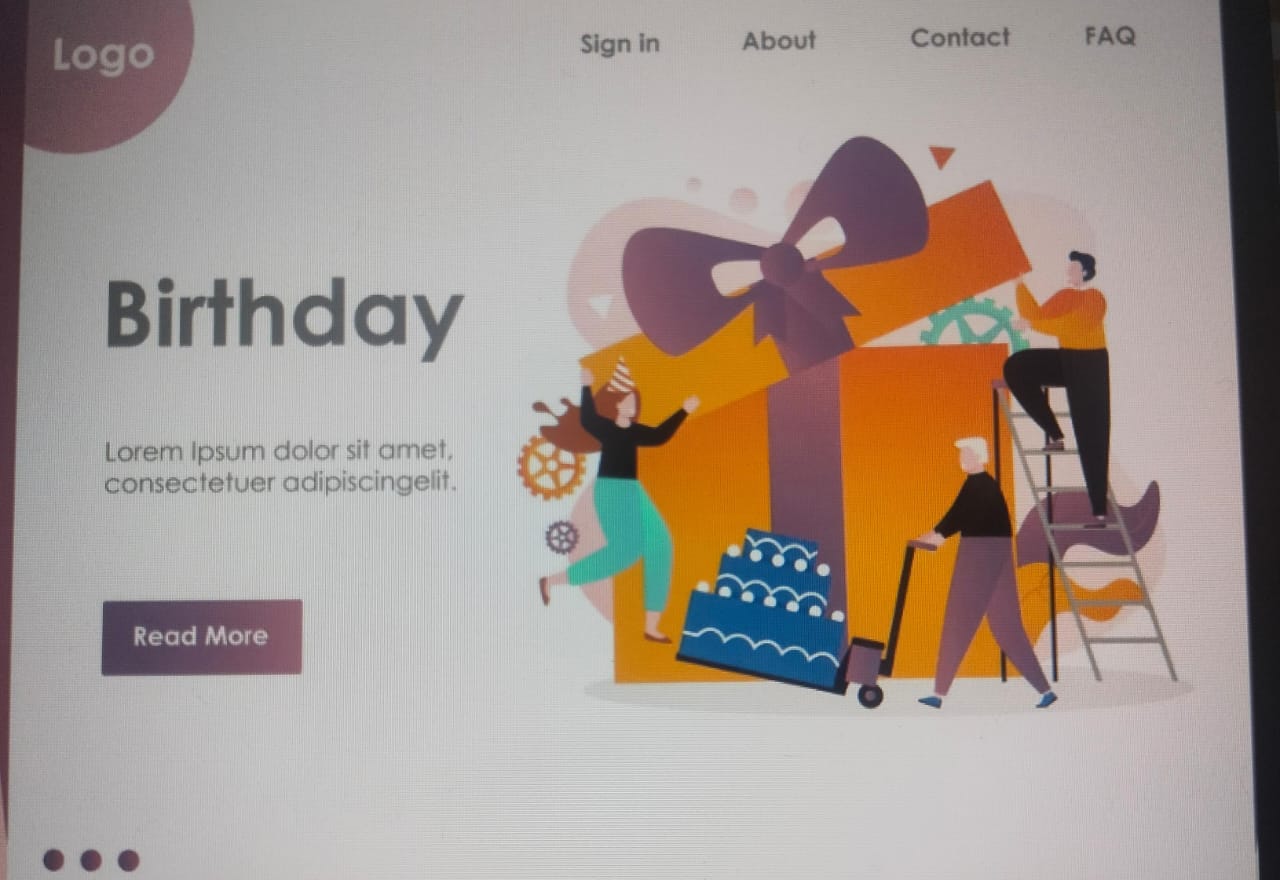 Logo
Sign in
About
Contact
FAQ
Birthday
Lorem Ipsum dolor sit amet,
consectetuer adipiscingelit.
Read More